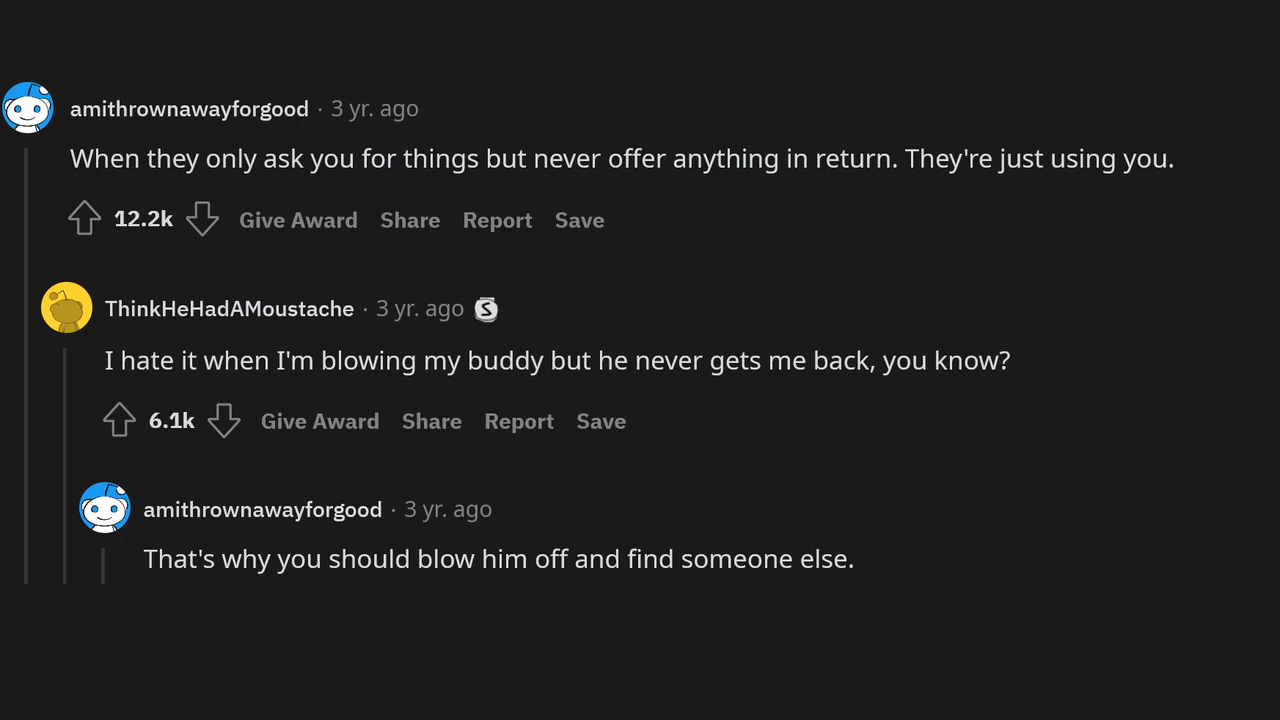 amithrownawayforgood · 3 yr. ago
When they only ask you for things but never offer anything in return. They're just using you.
12.2k Give Award Share Report Save
ThinkHeHadAMoustache · 3 yr. ago S
I hate it when I'm blowing my buddy but he never gets me back, you know?
6.1k Give Award Share Report Save
amithrownawayforgood · 3 yr. ago
That's why you should blow him off and find someone else.